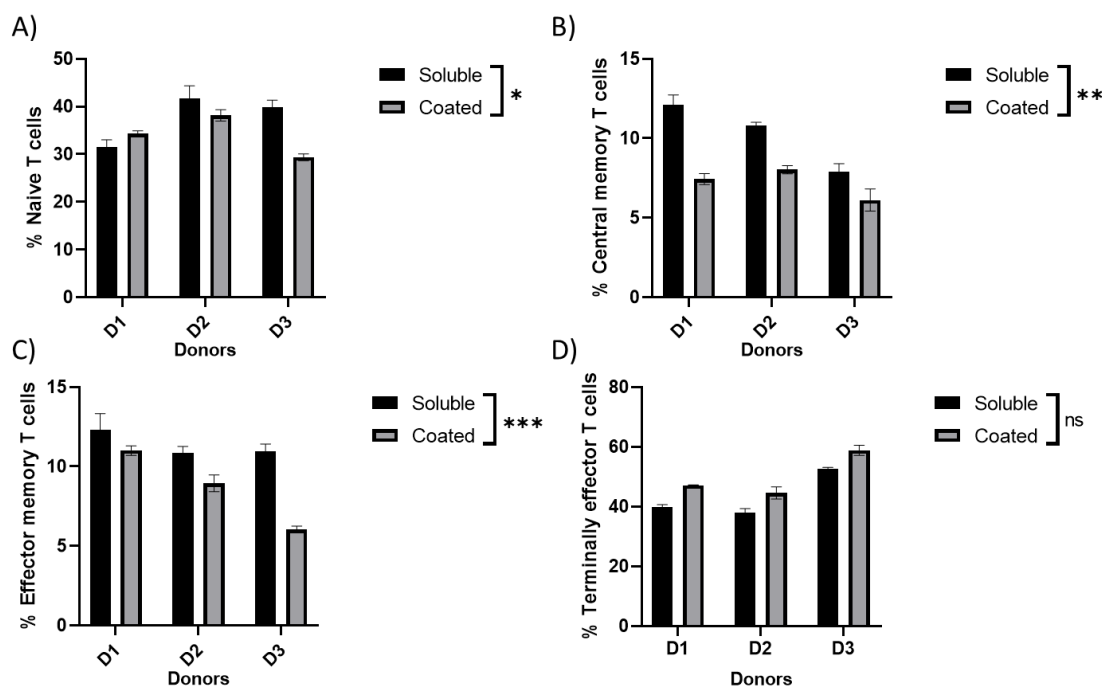 A)
% Naive T cells
50
40
30
20
10
0
D1 D2 D3
Donors
Soluble
Coated
*
B)
% Central memory T cells
15
10
5
0
D1 D2 D3
Donors
Soluble
Coated
**
C)
% Effector memory T cells
15
10
5
0
D1 D2 D3
Donors
Soluble
Coated
***
D)
% Terminally effector T cells
80
60
40
20
0
D1 D2 D3
Donors
Soluble
Coated
ns